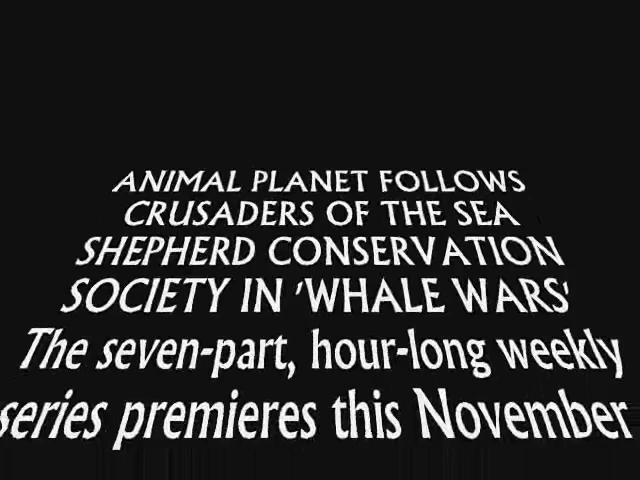 ANIMAL PLANET FOLLOWS
CRUSADERS OF THE SEA
SHEPHERD CONSERVATION
SOCIETY IN 'WHALE WARS'
The seven-part, hour-long weekly
series premieres this November